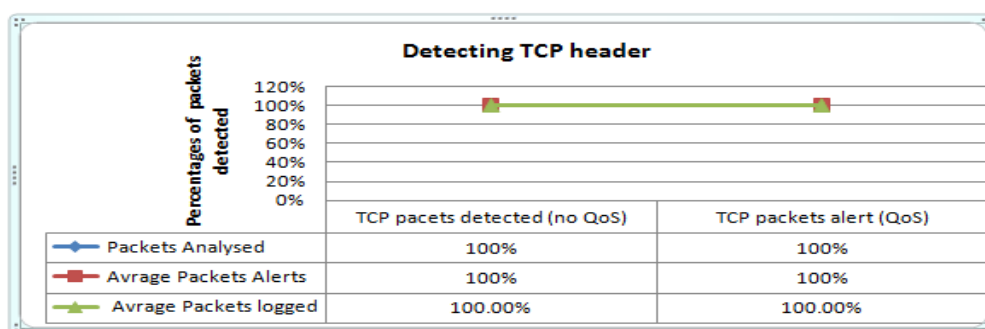 Detecting TCP header
Percentages of packets
detected
120%
100%
80%
60%
40%
20%
0%
TCP pacets detected (no QoS) TCP packets alert (QoS)
Packets Analysed 100% 100%
Avrage Packets Alerts 100% 100%
Avrage Packets logged 100.00% 100.00%